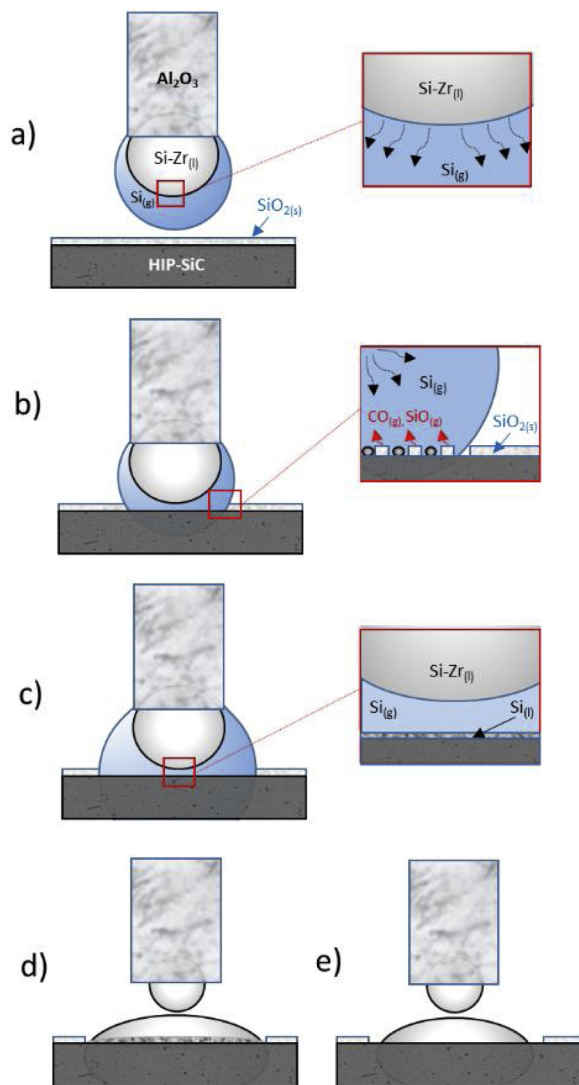 a)
Al₂O₃
Si-Zr(l)
Si(g)
SiO₂(s)
HIP-SiC
Si-Zr(l)
Si(g)
b)
Si(g)
CO(g), SiO(g)
SiO₂(s)
c)
Si-Zr(l)
Si(g)
Si(l)
d)
e)